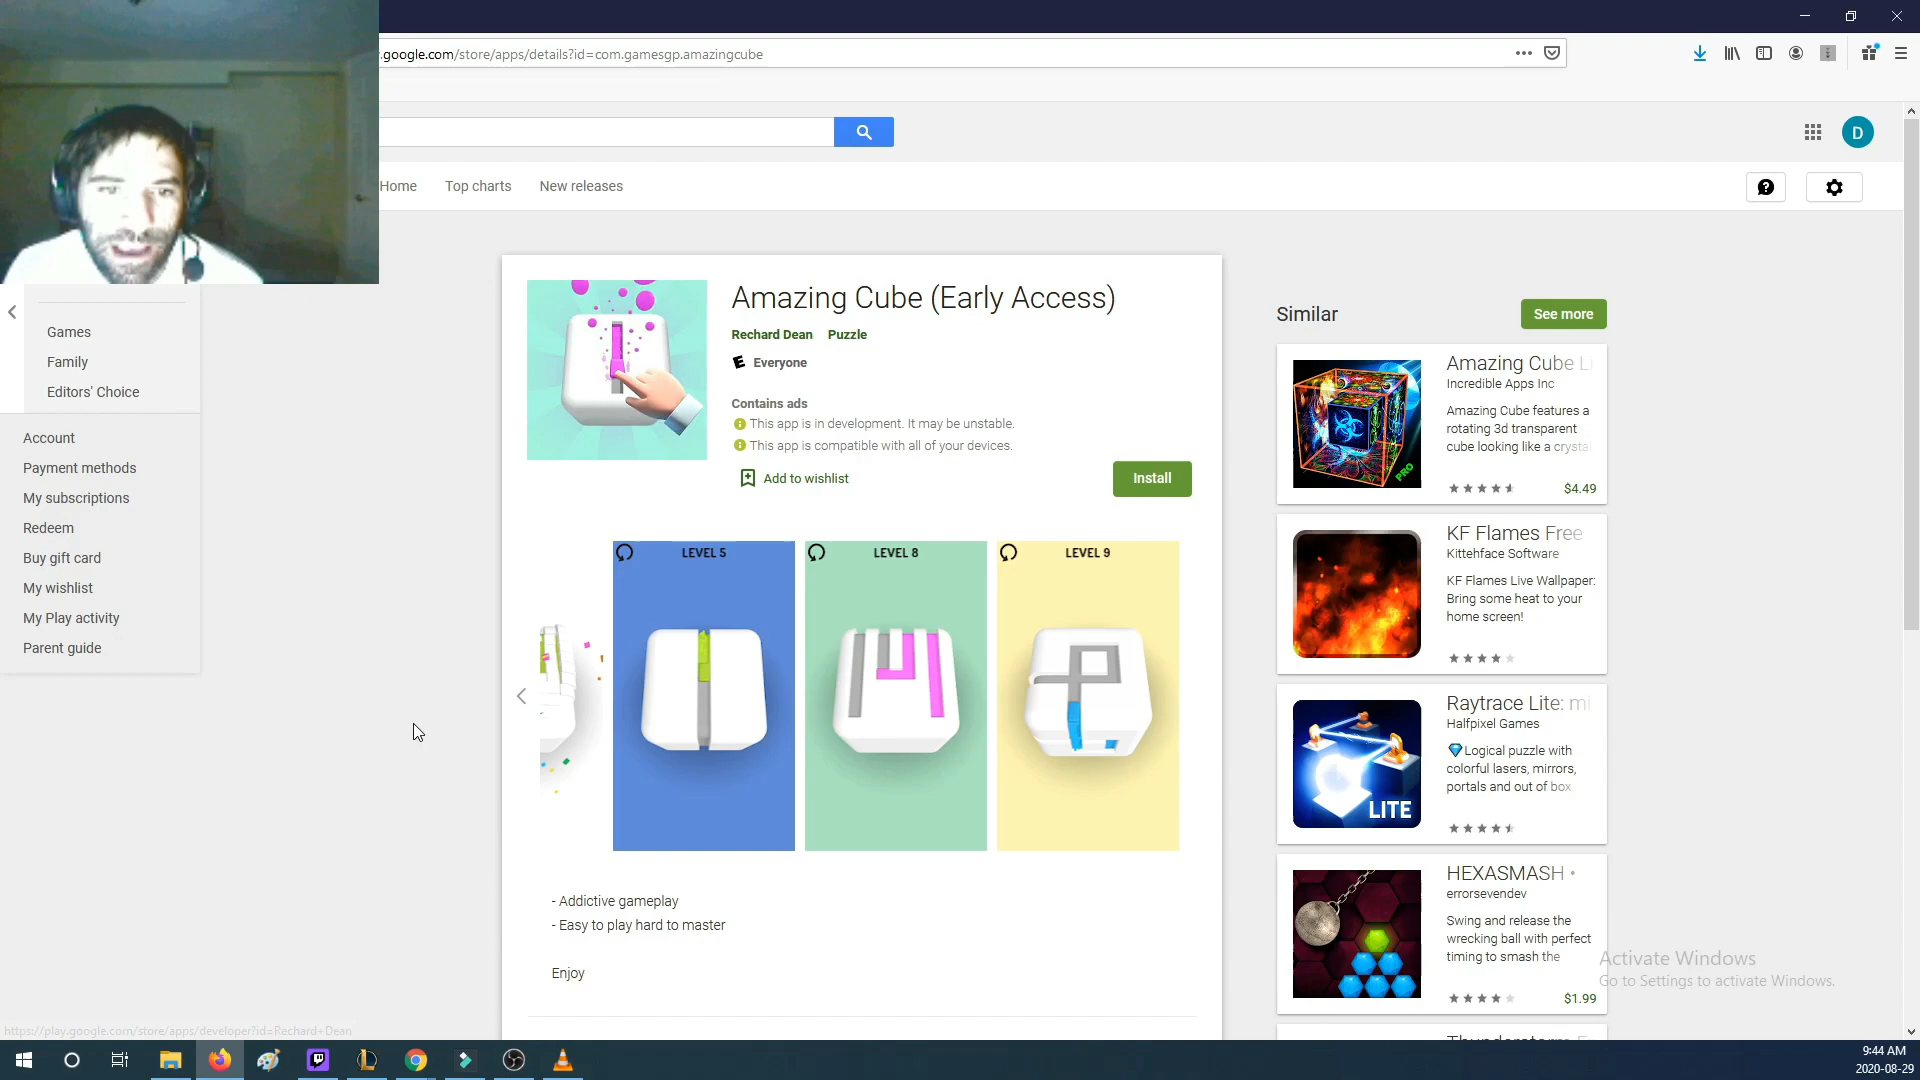 .google.com/store/apps/details?id=com.gamesgp.amazingcube
D
Home
Top charts
New releases
Games
Family
Editors' Choice
Account
Payment methods
My subscriptions
Redeem
Buy gift card
My wishlist
My Play activity
Parent guide
Amazing Cube (Early Access)
Rechard Dean
Puzzle
E
Everyone
Contains ads
This app is in development. It may be unstable.
This app is compatible with all of your devices.
Add to wishlist
Install
LEVEL 5
LEVEL 8
LEVEL 9
- Addictive gameplay
- Easy to play hard to master
Enjoy
Similar
See more
Amazing Cube Li
Incredible Apps Inc
Amazing Cube features a
rotating 3d transparent
cube looking like a crystal
PRO
$4.49
KF Flames Free
Kittehface Software
KF Flames Live Wallpaper:
Bring some heat to your
home screen!
Raytrace Lite: mi
Halfpixel Games
Logical puzzle with
colorful lasers, mirrors,
portals and out of box
LITE
HEXASMASH •
errorsevendev
Swing and release the
wrecking ball with perfect
timing to smash the
$1.99
Activate Windows
Go to Settings to activate Windows.
https://play.google.com/store/apps/developer?id=Rechard+Dean
9:44 AM
2020-08-29